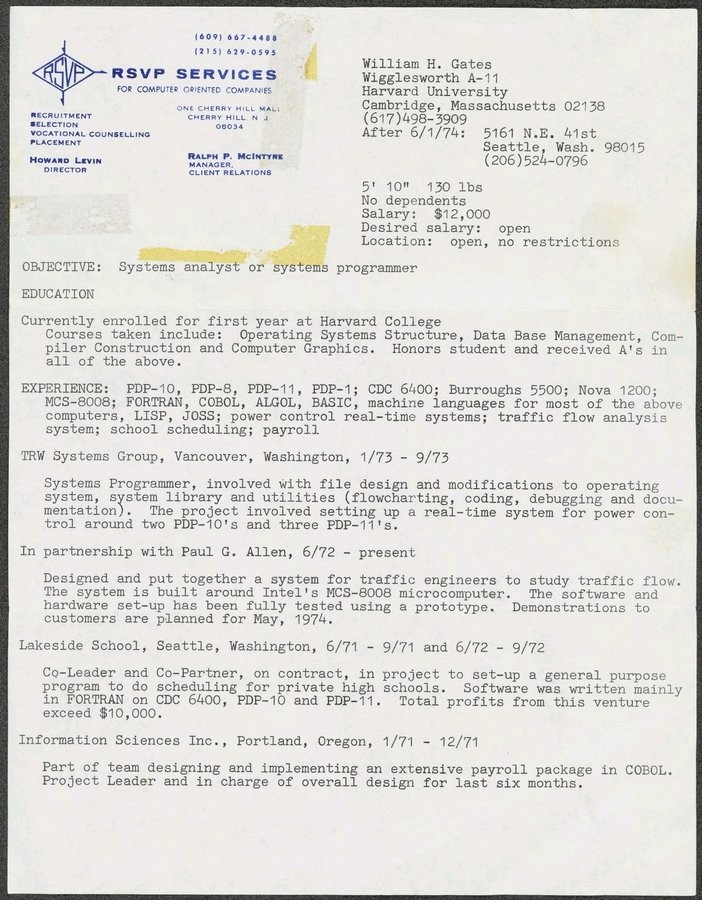 (609) 667-4488
(215) 629-0595
RSVP
RSVP SERVICES
FOR COMPUTER ORIENTED COMPANIES
ONE CHERRY HILL MALL
CHERRY HILL N J
08034
RECRUITMENT
SELECTION
VOCATIONAL COUNSELLING
PLACEMENT
HOWARD LEVIN
DIRECTOR
RALPH P. MCINTYRE
MANAGER,
CLIENT RELATIONS
William H. Gates
Wigglesworth A-11
Harvard University
Cambridge, Massachusetts 02138
(617)498-3909
After 6/1/74: 5161 N.E. 41st
Seattle, Wash. 98015
(206)524-0796
5' 10" 130 lbs
No dependents
Salary: $12,000
Desired salary: open
Location: open, no restrictions
OBJECTIVE: Systems analyst or systems programmer
EDUCATION
Currently enrolled for first year at Harvard College
Courses taken include: Operating Systems Structure, Data Base Management, Com-
piler Construction and Computer Graphics. Honors student and received A's in
all of the above.
EXPERIENCE: PDP-10, PDP-8, PDP-11, PDP-1; CDC 6400; Burroughs 5500; Nova 1200;
MCS-8008; FORTRAN, COBOL, ALGOL, BASIC, machine languages for most of the above
computers, LISP, JOSS; power control real-time systems; traffic flow analysis
system; school scheduling; payroll
TRW Systems Group, Vancouver, Washington, 1/73 - 9/73
Systems Programmer, involved with file design and modifications to operating
system, system library and utilities (flowcharting, coding, debugging and docu-
mentation). The project involved setting up a real-time system for power con-
trol around two PDP-10's and three PDP-11's.
In partnership with Paul G. Allen, 6/72 - present
Designed and put together a system for traffic engineers to study traffic flow.
The system is built around Intel's MCS-8008 microcomputer. The software and
hardware set-up has been fully tested using a prototype. Demonstrations to
customers are planned for May, 1974.
Lakeside School, Seattle, Washington, 6/71 - 9/71 and 6/72 - 9/72
Co-Leader and Co-Partner, on contract, in project to set-up a general purpose
program to do scheduling for private high schools. Software was written mainly
in FORTRAN on CDC 6400, PDP-10 and PDP-11. Total profits from this venture
exceed $10,000.
Information Sciences Inc., Portland, Oregon, 1/71 - 12/71
Part of team designing and implementing an extensive payroll package in COBOL.
Project Leader and in charge of overall design for last six months.